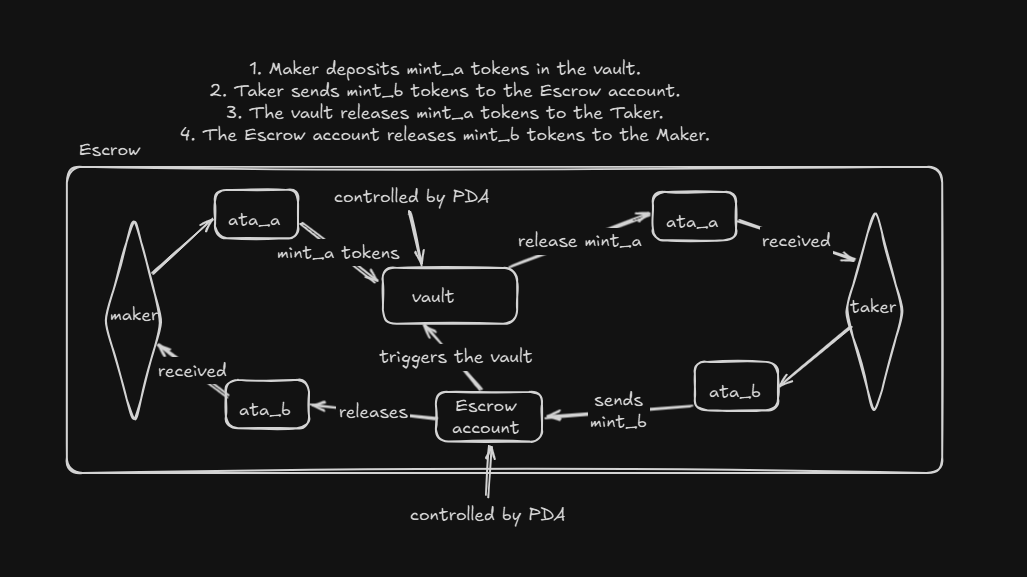 1. Maker deposits mint_a tokens in the vault.
2. Taker sends mint_b tokens to the Escrow account.
3. The vault releases mint_a tokens to the Taker.
4. The Escrow account releases mint_b tokens to the Maker.
Escrow
ata_a
controlled by PDA
ata_a
mint_a tokens
release mint_a
received
vault
maker
taker
triggers the vault
received
ata_b
releases
Escrow
account
sends
mint_b
ata_b
controlled by PDA